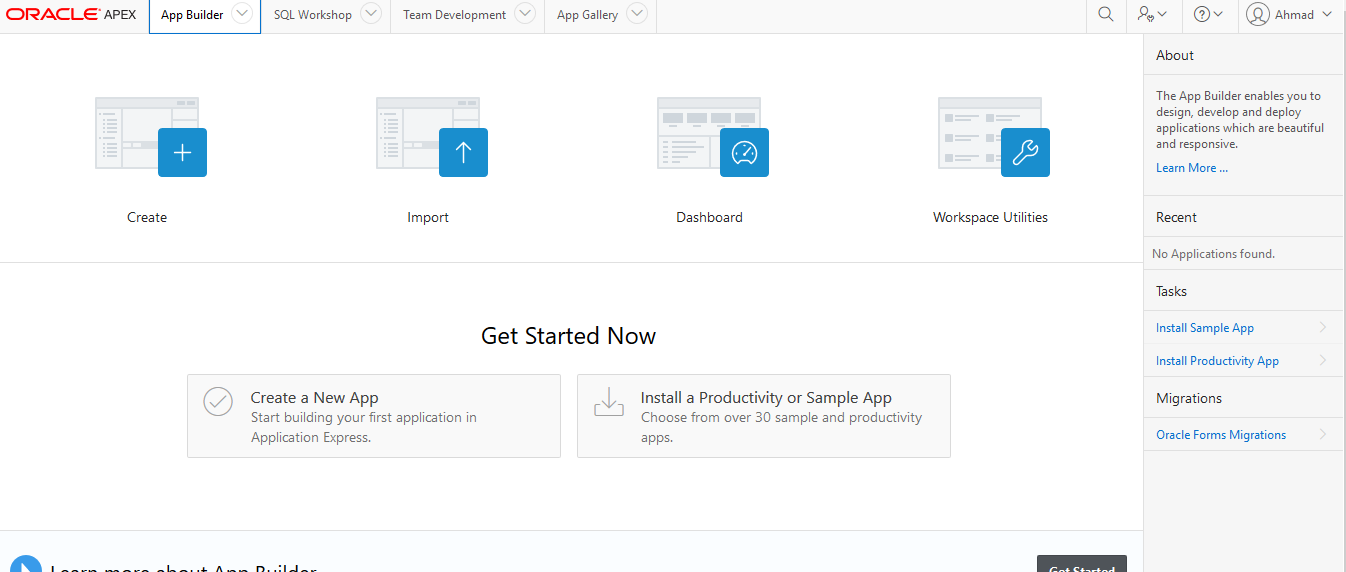 ORACLE APEX
App Builder
SQL Workshop
Team Development
App Gallery
Ahmad
Create
Import
Dashboard
Workspace Utilities
Get Started Now
Create a New App
Start building your first application in
Application Express.
Install a Productivity or Sample App
Choose from over 30 sample and productivity
apps.
Learn more about App Builder
Get Started
About
The App Builder enables you to
design, develop and deploy
applications which are beautiful
and responsive.
Learn More ...
Recent
No Applications found.
Tasks
Install Sample App
Install Productivity App
Migrations
Oracle Forms Migrations